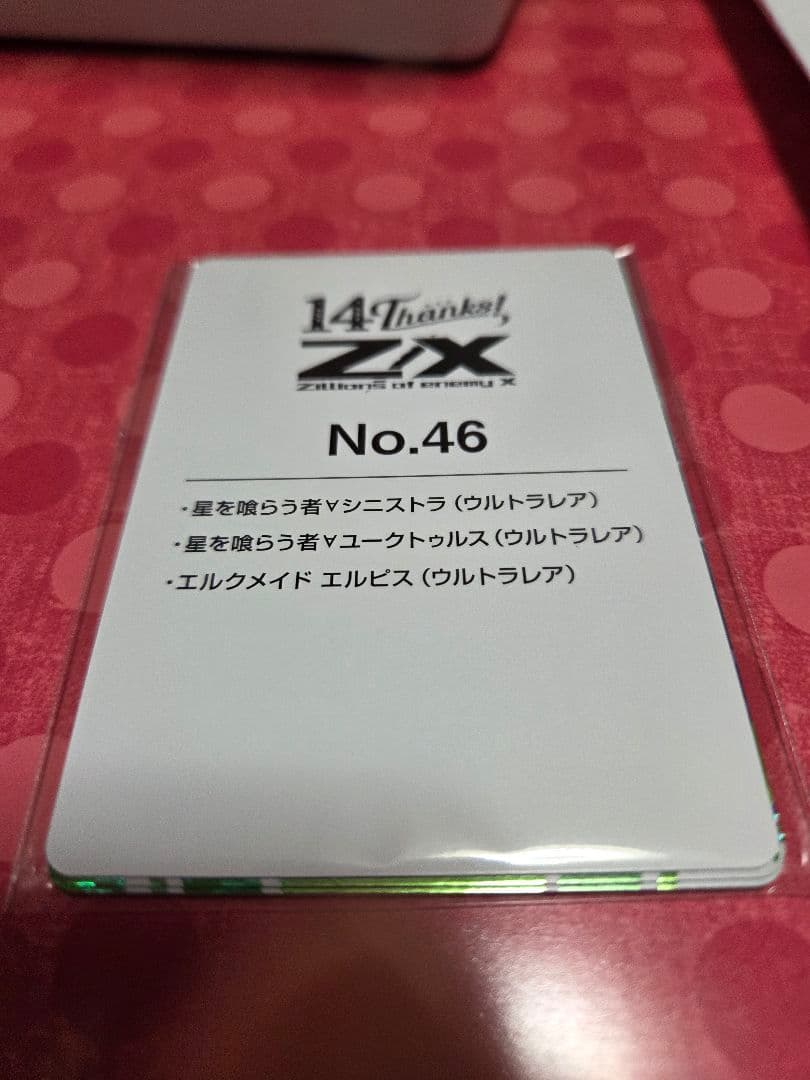 14 Thanks!,
Z/X
Zillions of enemy X
No.46
・星を喰らう者∀シニストラ（ウルトラレア）
・星を喰らう者∀ユークトゥルス（ウルトラレア）
・エルクメイド エルピス（ウルトラレア）